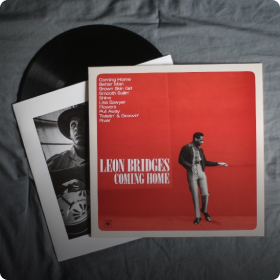 Coming Home
Better Man
Brown Skin Girl
Smooth Sailin'
Shine
Lisa Sawyer
Flowers
Pull Away
Twistin' & Groovin'
River
LEON BRIDGES
COMING HOME